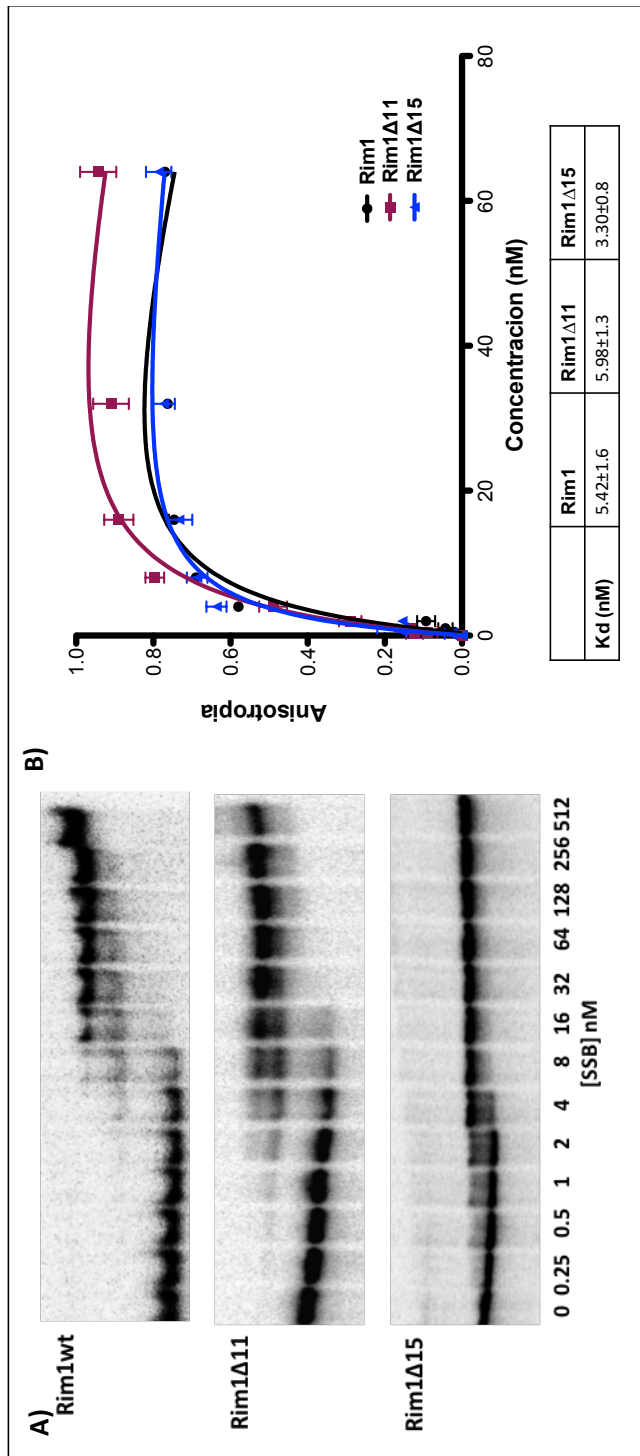 A)
Rim1wt
Rim1Δ11
Rim1Δ15
0 0.25 0.5 1 2 4 8 16 32 64 128 256 512
[SSB] nM
B)
Anisotropia
1.0
0.8
0.6
0.4
0.2
0.0
0 20 40 60 80
Concentracion (nM)
Rim1
Rim1Δ11
Rim1Δ15
Rim1 Rim1Δ11 Rim1Δ15
Kd (nM) 5.42±1.6 5.98±1.3 3.30±0.8